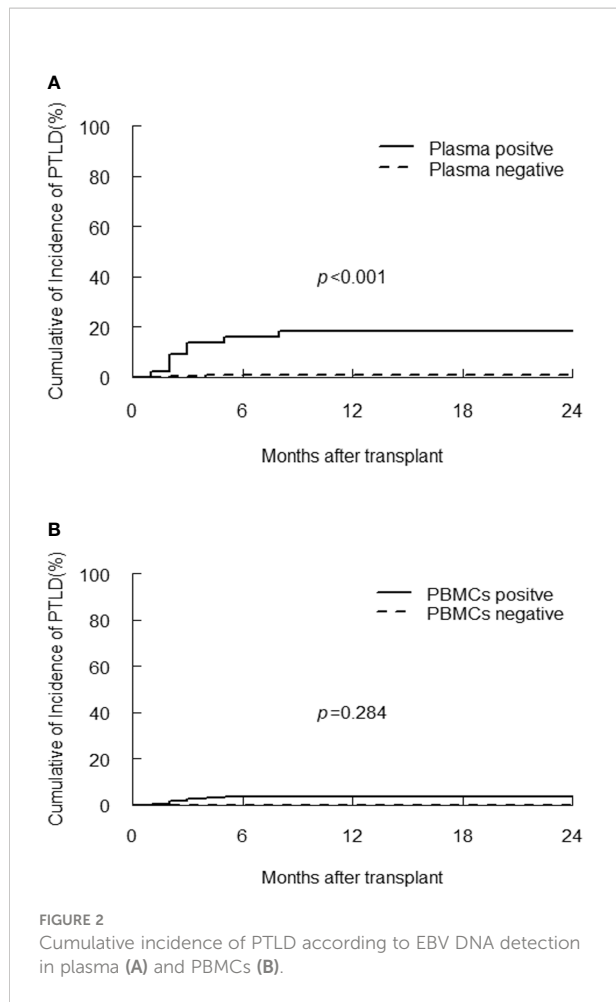 A
Cumulative of Incidence of PTLD(%)
100
80
60
40
20
0
Plasma positve
Plasma negative
p<0.001
0 6 12 18 24
Months after transplant
B
Cumulative of Incidence of PTLD(%)
100
80
60
40
20
0
PBMCs positve
PBMCs negative
p=0.284
0 6 12 18 24
Months after transplant
FIGURE 2
Cumulative incidence of PTLD according to EBV DNA detection
in plasma (A) and PBMCs (B).